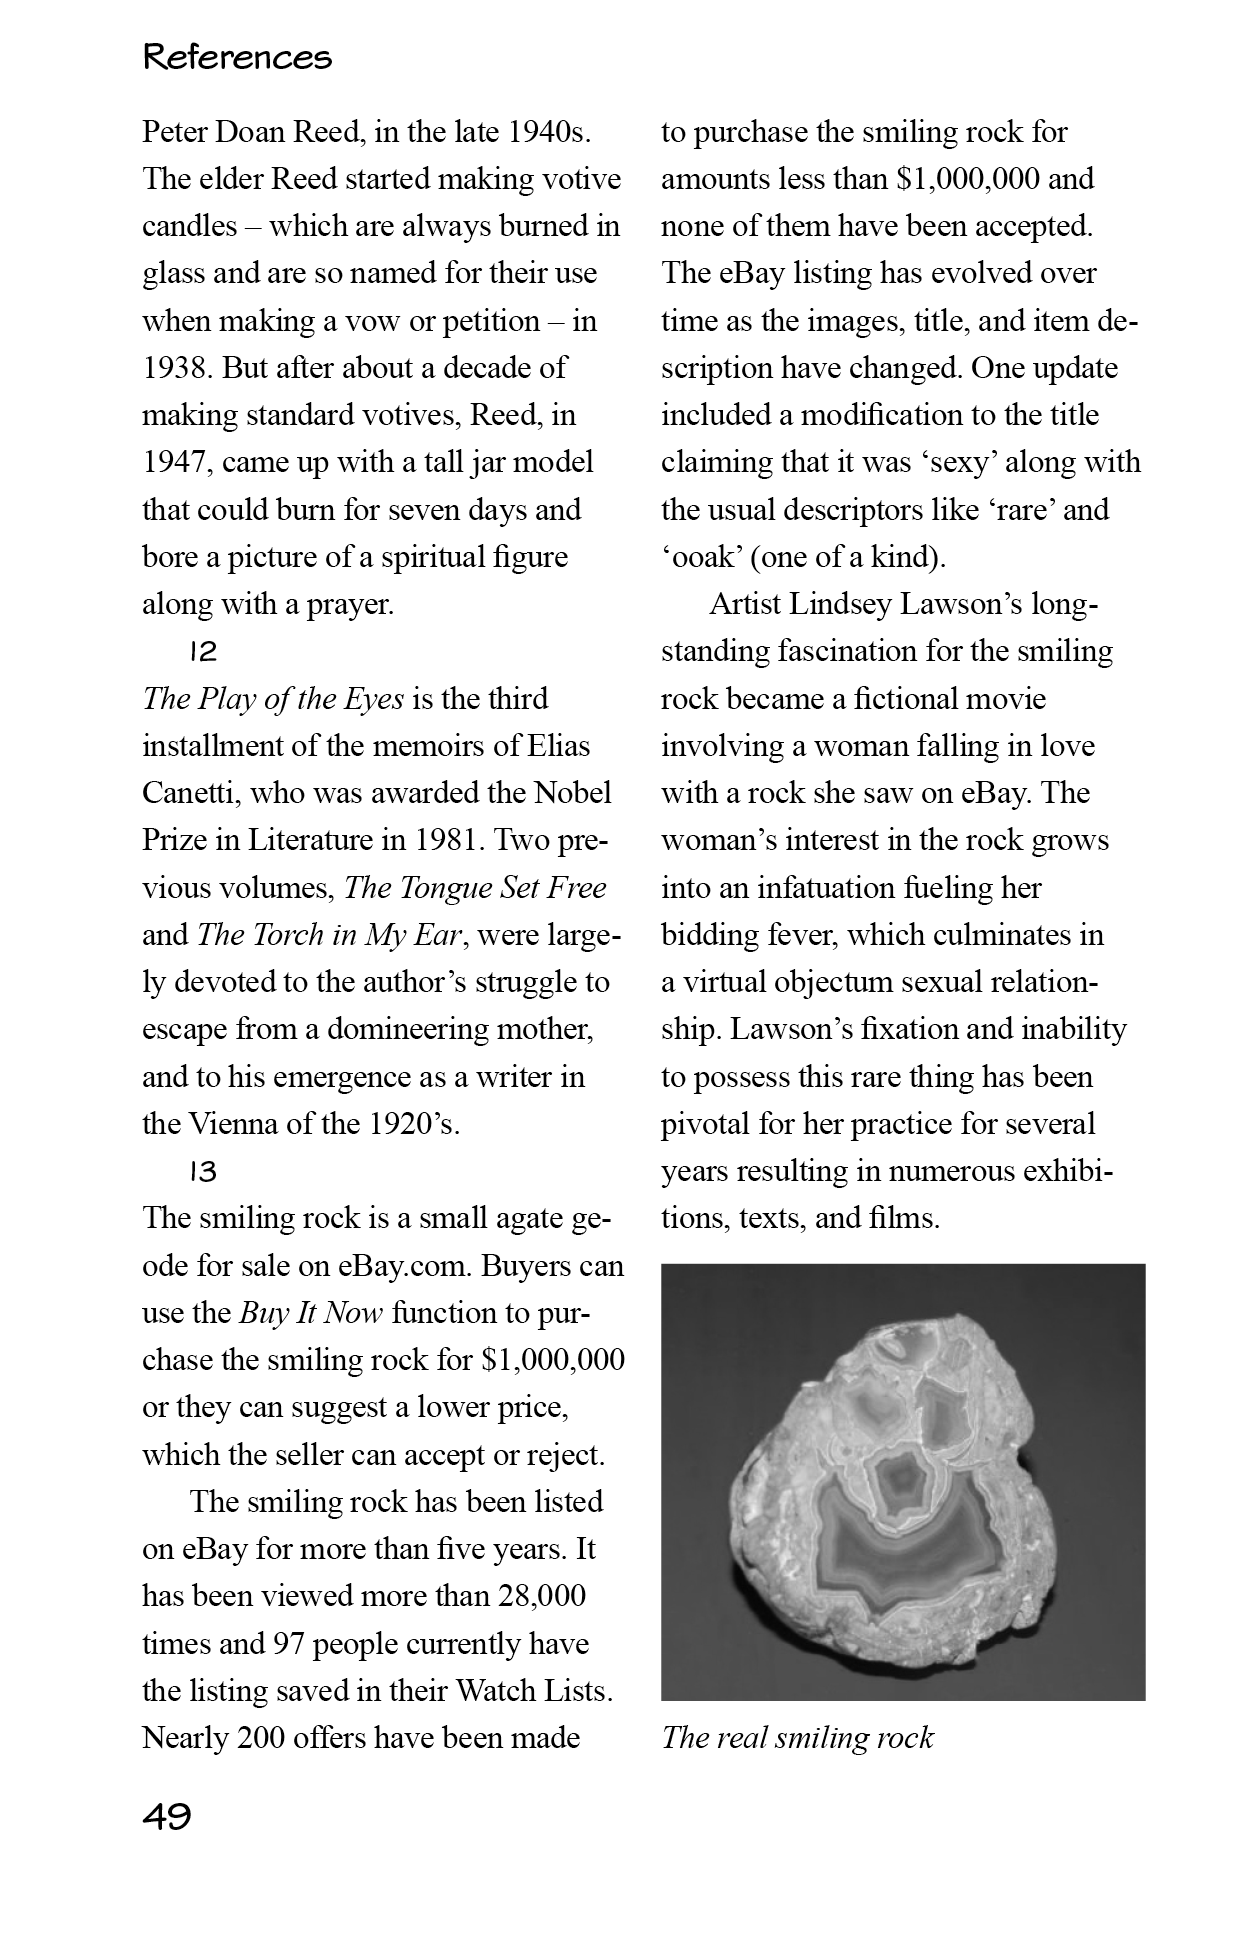 References
Peter Doan Reed, in the late 1940s.
The elder Reed started making votive
candles – which are always burned in
glass and are so named for their use
when making a vow or petition – in
1938. But after about a decade of
making standard votives, Reed, in
1947, came up with a tall jar model
that could burn for seven days and
bore a picture of a spiritual figure
along with a prayer.
12
The Play of the Eyes is the third
installment of the memoirs of Elias
Canetti, who was awarded the Nobel
Prize in Literature in 1981. Two pre-
vious volumes, The Tongue Set Free
and The Torch in My Ear, were large-
ly devoted to the author’s struggle to
escape from a domineering mother,
and to his emergence as a writer in
the Vienna of the 1920’s.
13
The smiling rock is a small agate ge-
ode for sale on eBay.com. Buyers can
use the Buy It Now function to pur-
chase the smiling rock for $1,000,000
or they can suggest a lower price,
which the seller can accept or reject.
The smiling rock has been listed
on eBay for more than five years. It
has been viewed more than 28,000
times and 97 people currently have
the listing saved in their Watch Lists.
Nearly 200 offers have been made
to purchase the smiling rock for
amounts less than $1,000,000 and
none of them have been accepted.
The eBay listing has evolved over
time as the images, title, and item de-
scription have changed. One update
included a modification to the title
claiming that it was ‘sexy’ along with
the usual descriptors like ‘rare’ and
‘ooak’ (one of a kind).
Artist Lindsey Lawson’s long-
standing fascination for the smiling
rock became a fictional movie
involving a woman falling in love
with a rock she saw on eBay. The
woman’s interest in the rock grows
into an infatuation fueling her
bidding fever, which culminates in
a virtual objectum sexual relation-
ship. Lawson’s fixation and inability
to possess this rare thing has been
pivotal for her practice for several
years resulting in numerous exhibi-
tions, texts, and films.
The real smiling rock
49